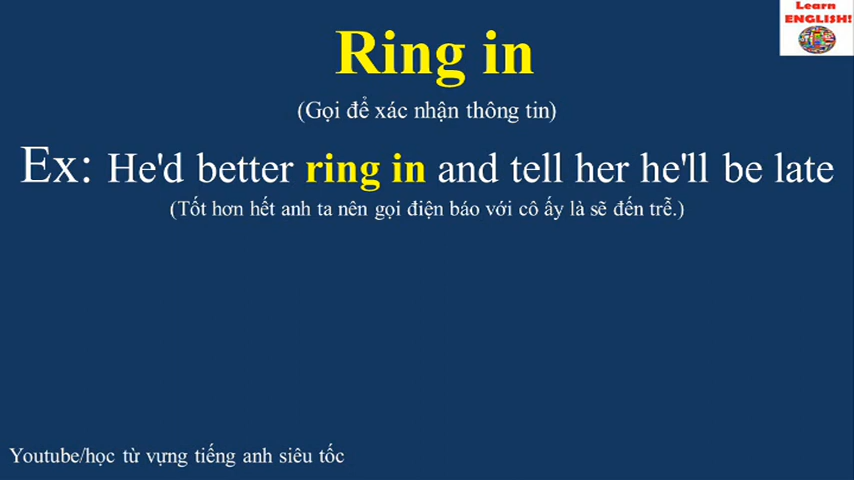 Learn
ENGLISH!
Ring in
(Gọi để xác nhận thông tin)
Ex: He'd better ring in and tell her he'll be late
(Tốt hơn hết anh ta nên gọi điện báo với cô ấy là sẽ đến trễ.)
Youtube/học từ vựng tiếng anh siêu tốc